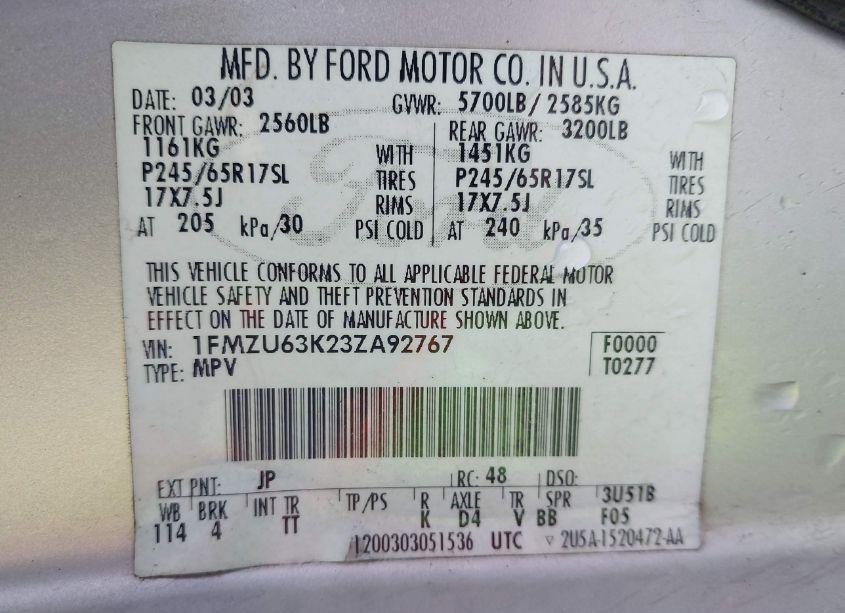 MFD. BY FORD MOTOR CO. IN U.S.A.
DATE: 03/03 GVWR: 5700LB / 2585KG
FRONT GAWR: 2560LB REAR GAWR: 3200LB
1161KG WITH 1451KG WITH
P245/65R17SL TIRES P245/65R17SL TIRES
17X7.5J RIMS 17X7.5J RIMS
AT 205 kPa/30 PSI COLD AT 240 kPa/35 PSI COLD
THIS VEHICLE CONFORMS TO ALL APPLICABLE FEDERAL MOTOR
VEHICLE SAFETY AND THEFT PREVENTION STANDARDS IN
EFFECT ON THE DATE OF MANUFACTURE SHOWN ABOVE.
VIN: 1FMZU63K23ZA92767 F0000
TYPE: MPV T0277
EXT PNT: JP RC: 48 DSO:
WB BRK INT TR TP/PS R AXLE TR SPR 3U51B
114 4 TT K D4 V BB F05
1200303051536 UTC ▽ 2U5A-1520472-AA
Ford